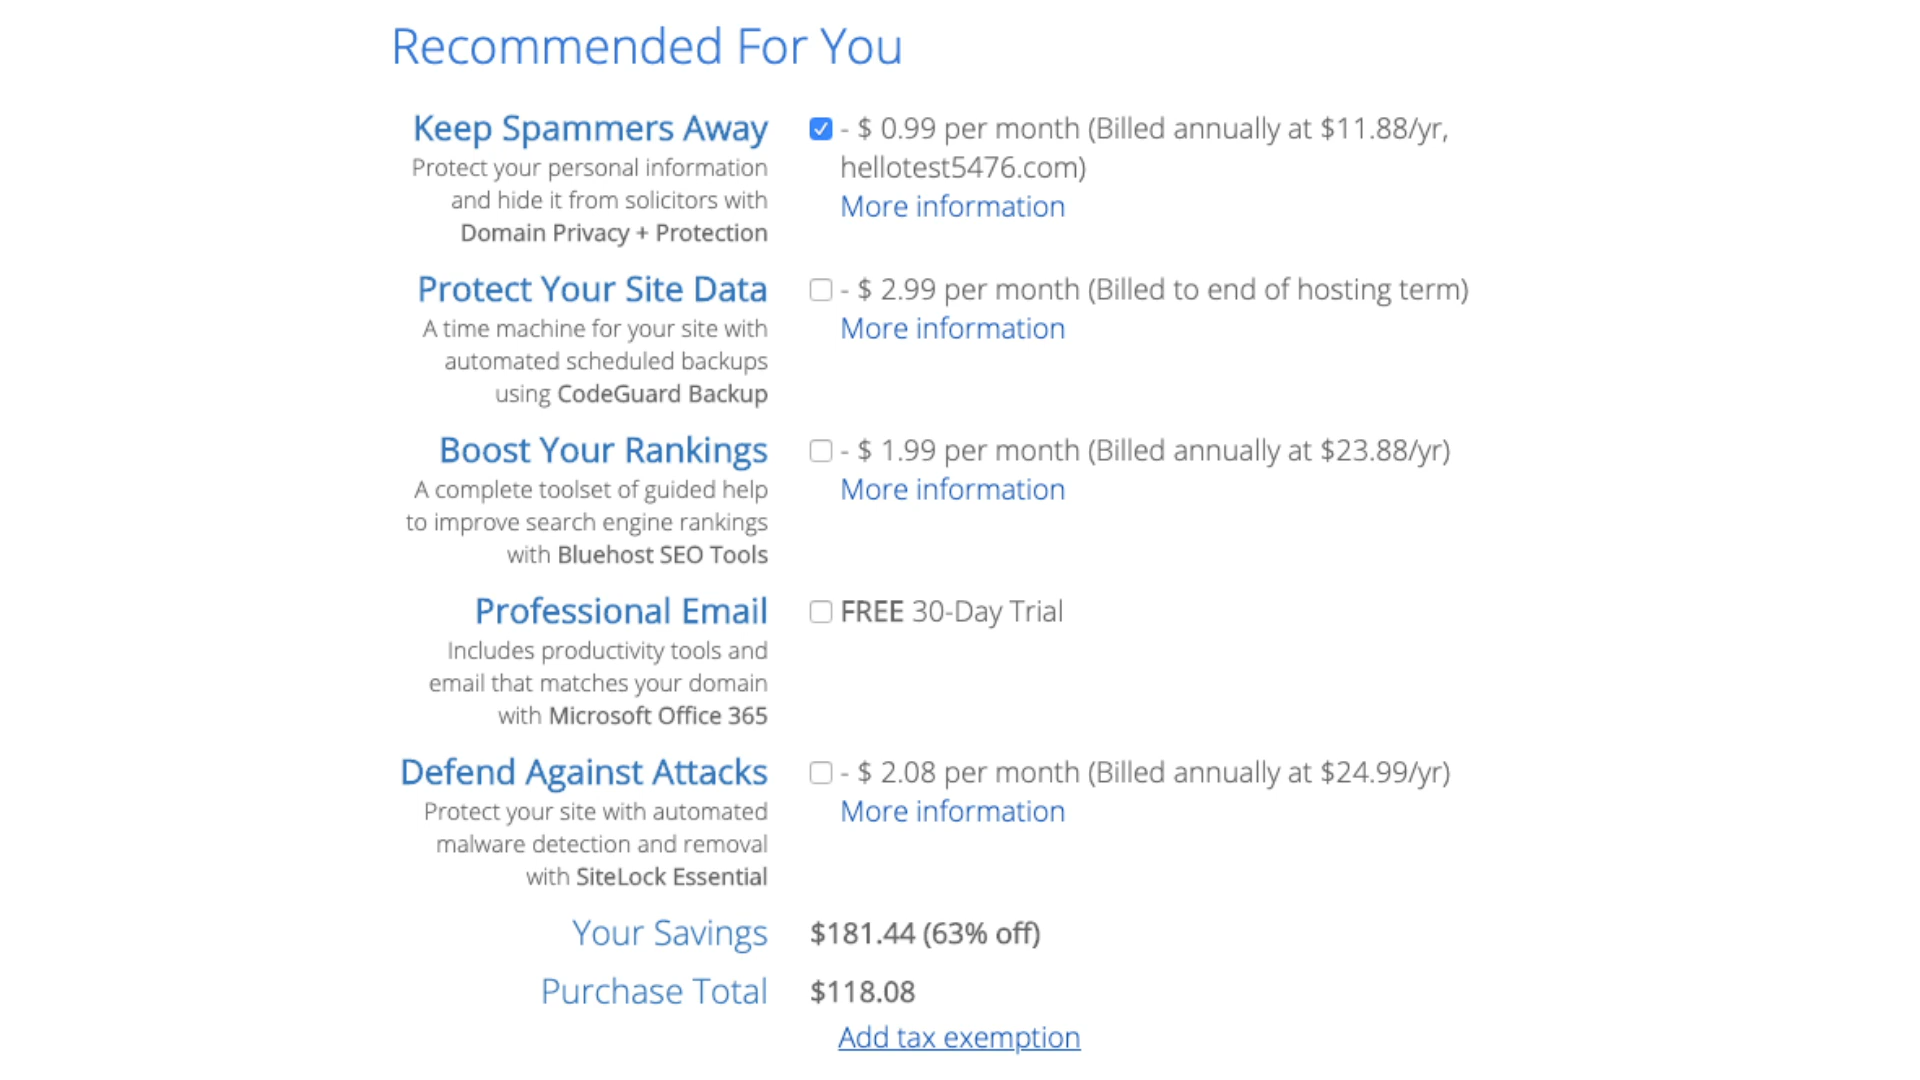 Recommended For You
Keep Spammers Away
Protect your personal information
and hide it from solicitors with
Domain Privacy + Protection
- $ 0.99 per month (Billed annually at $11.88/yr,
hellotest5476.com)
More information
Protect Your Site Data
A time machine for your site with
automated scheduled backups
using CodeGuard Backup
- $ 2.99 per month (Billed to end of hosting term)
More information
Boost Your Rankings
A complete toolset of guided help
to improve search engine rankings
with Bluehost SEO Tools
- $ 1.99 per month (Billed annually at $23.88/yr)
More information
Professional Email
Includes productivity tools and
email that matches your domain
with Microsoft Office 365
FREE 30-Day Trial
Defend Against Attacks
Protect your site with automated
malware detection and removal
with SiteLock Essential
- $ 2.08 per month (Billed annually at $24.99/yr)
More information
Your Savings
$181.44 (63% off)
Purchase Total
$118.08
Add tax exemption